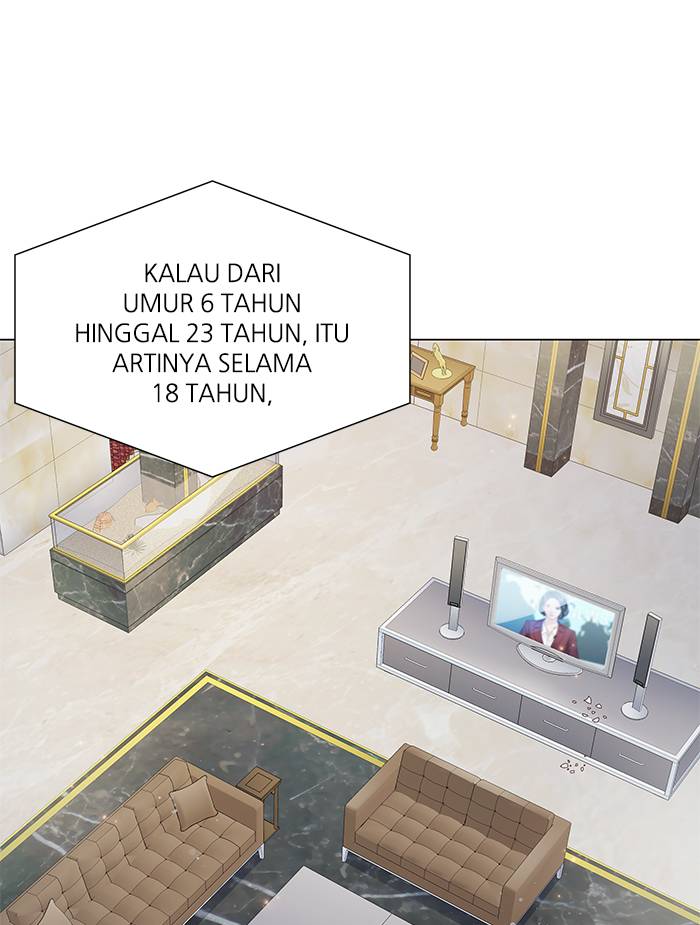 KALAU DARI
UMUR 6 TAHUN
HINGGAL 23 TAHUN, ITU
ARTINYA SELAMA
18 TAHUN,